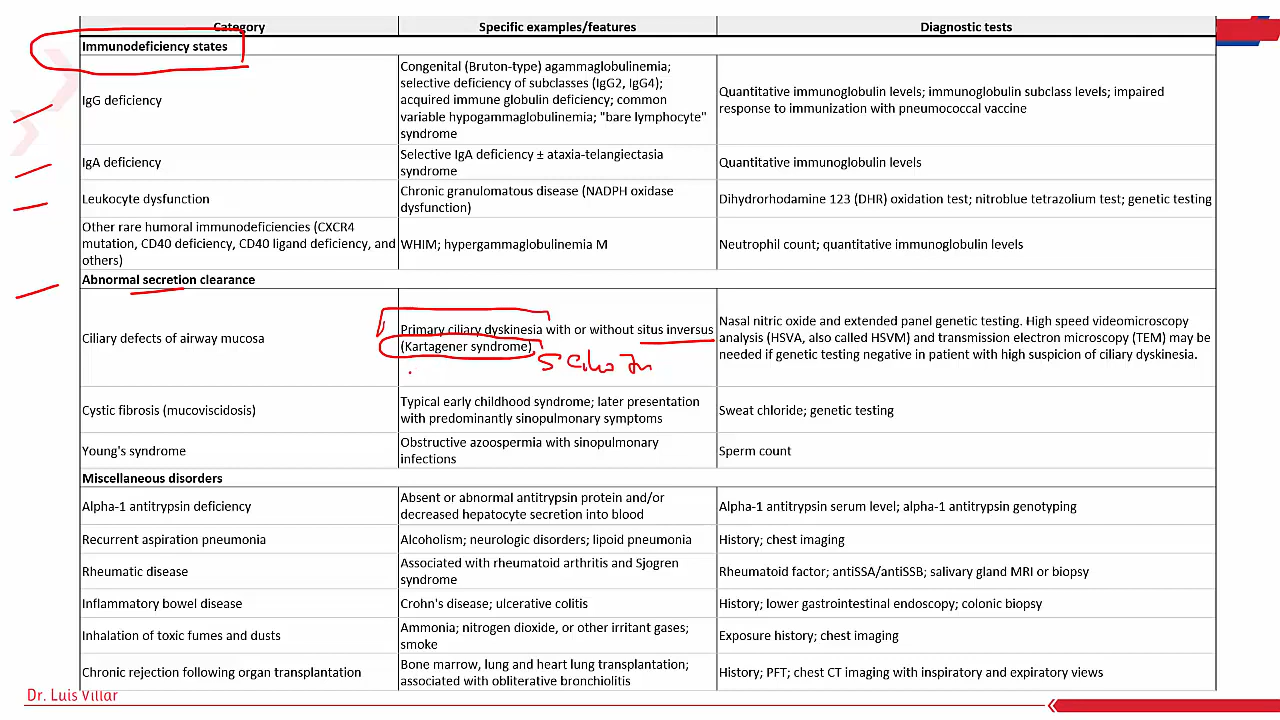 Category Specific examples/features Diagnostic tests
Immunodeficiency states
IgG deficiency
Congenital (Bruton-type) agammaglobulinemia;
selective deficiency of subclasses (IgG2, IgG4);
acquired immune globulin deficiency; common
variable hypogammaglobulinemia; "bare lymphocyte"
syndrome
Quantitative immunoglobulin levels; immunoglobulin subclass levels; impaired
response to immunization with pneumococcal vaccine
IgA deficiency
Selective IgA deficiency ± ataxia-telangiectasia
syndrome
Quantitative immunoglobulin levels
Leukocyte dysfunction
Chronic granulomatous disease (NADPH oxidase
dysfunction)
Dihydrorhodamine 123 (DHR) oxidation test; nitroblue tetrazolium test; genetic testing
Other rare humoral immunodeficiencies (CXCR4
mutation, CD40 deficiency, CD40 ligand deficiency, and
others)
WHIM; hypergammaglobulinemia M
Neutrophil count; quantitative immunoglobulin levels
Abnormal secretion clearance
Ciliary defects of airway mucosa
Primary ciliary dyskinesia with or without situs inversus
(Kartagener syndrome)
Nasal nitric oxide and extended panel genetic testing. High speed videomicroscopy
analysis (HSVA, also called HSVM) and transmission electron microscopy (TEM) may be
needed if genetic testing negative in patient with high suspicion of ciliary dyskinesia.
Cystic fibrosis (mucoviscidosis)
Typical early childhood syndrome; later presentation
with predominantly sinopulmonary symptoms
Sweat chloride; genetic testing
Young's syndrome
Obstructive azoospermia with sinopulmonary
infections
Sperm count
Miscellaneous disorders
Alpha-1 antitrypsin deficiency
Absent or abnormal antitrypsin protein and/or
decreased hepatocyte secretion into blood
Alpha-1 antitrypsin serum level; alpha-1 antitrypsin genotyping
Recurrent aspiration pneumonia
Alcoholism; neurologic disorders; lipoid pneumonia
History; chest imaging
Rheumatic disease
Associated with rheumatoid arthritis and Sjogren
syndrome
Rheumatoid factor; antiSSA/antiSSB; salivary gland MRI or biopsy
Inflammatory bowel disease
Crohn's disease; ulcerative colitis
History; lower gastrointestinal endoscopy; colonic biopsy
Inhalation of toxic fumes and dusts
Ammonia; nitrogen dioxide, or other irritant gases;
smoke
Exposure history; chest imaging
Chronic rejection following organ transplantation
Bone marrow, lung and heart lung transplantation;
associated with obliterative bronchiolitis
History; PFT; chest CT imaging with inspiratory and expiratory views
Dr. Luis Villar